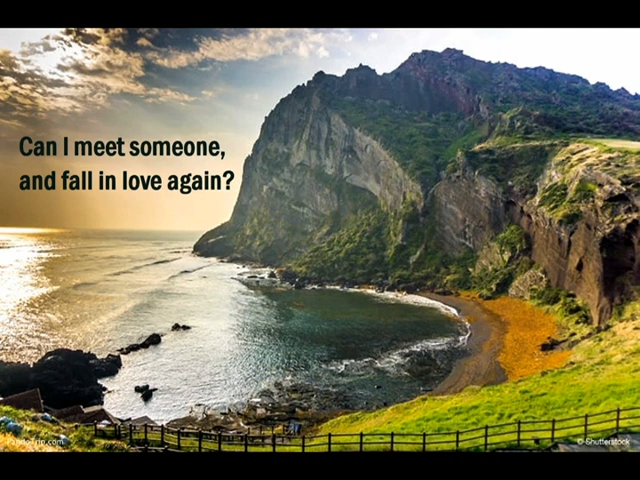 Can I meet someone,
and fall in love again?
© Shutterstock